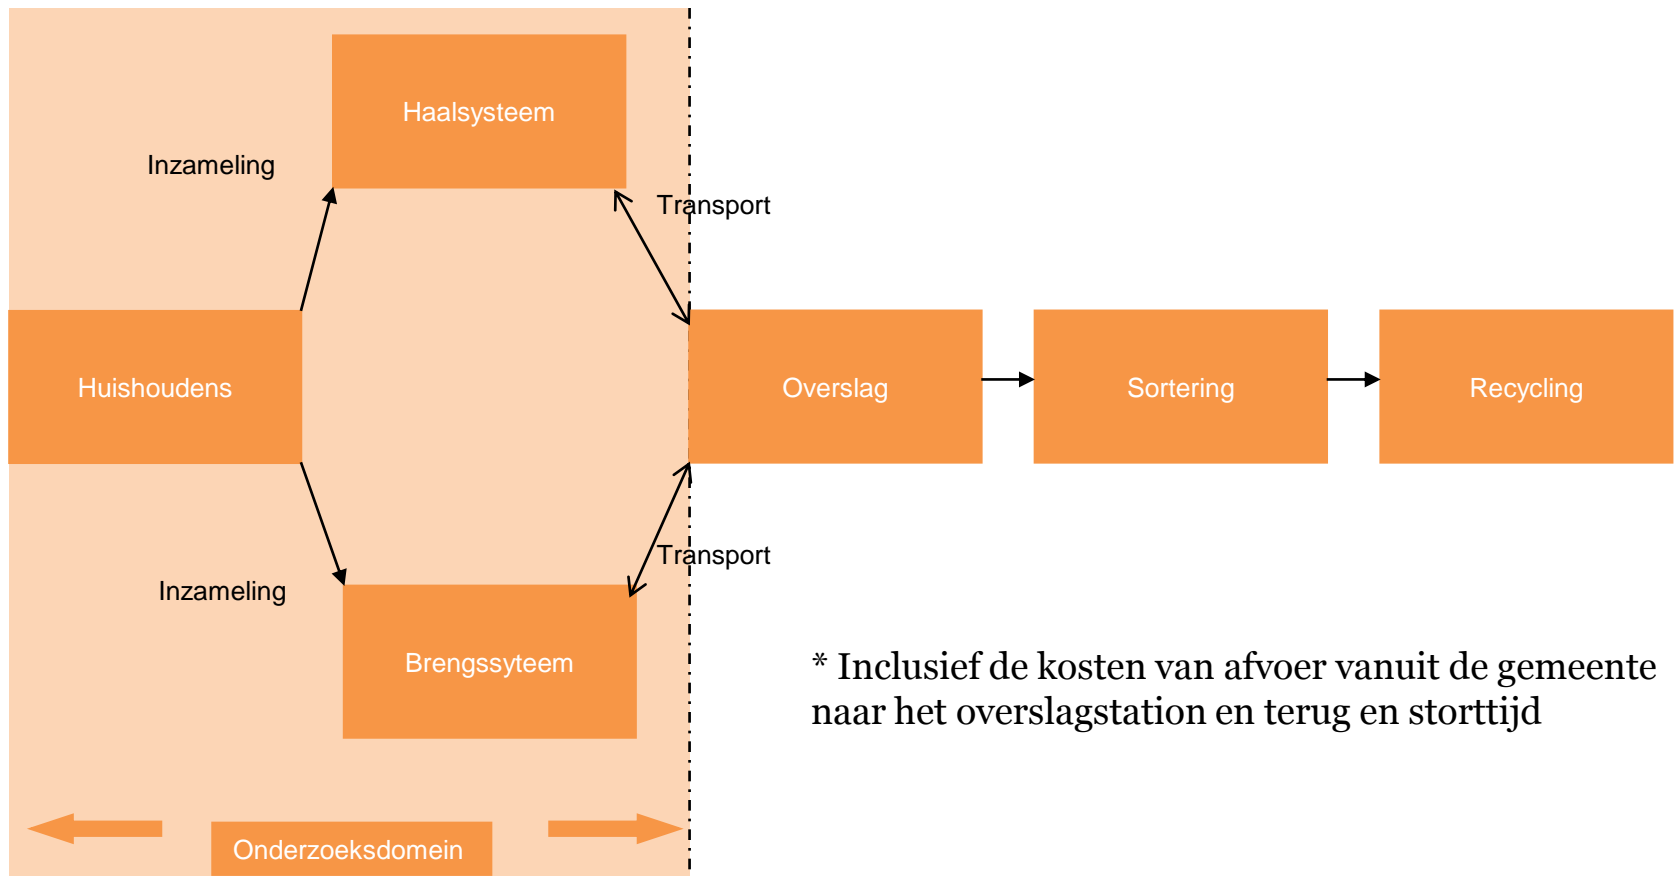 Haalsysteem
Inzameling
Transport
Huishoudens
Overslag
Sortering
Recycling
Transport
Inzameling
Brengssyteem
* Inclusief de kosten van afvoer vanuit de gemeente
naar het overslagstation en terug en storttijd
Onderzoeksdomein